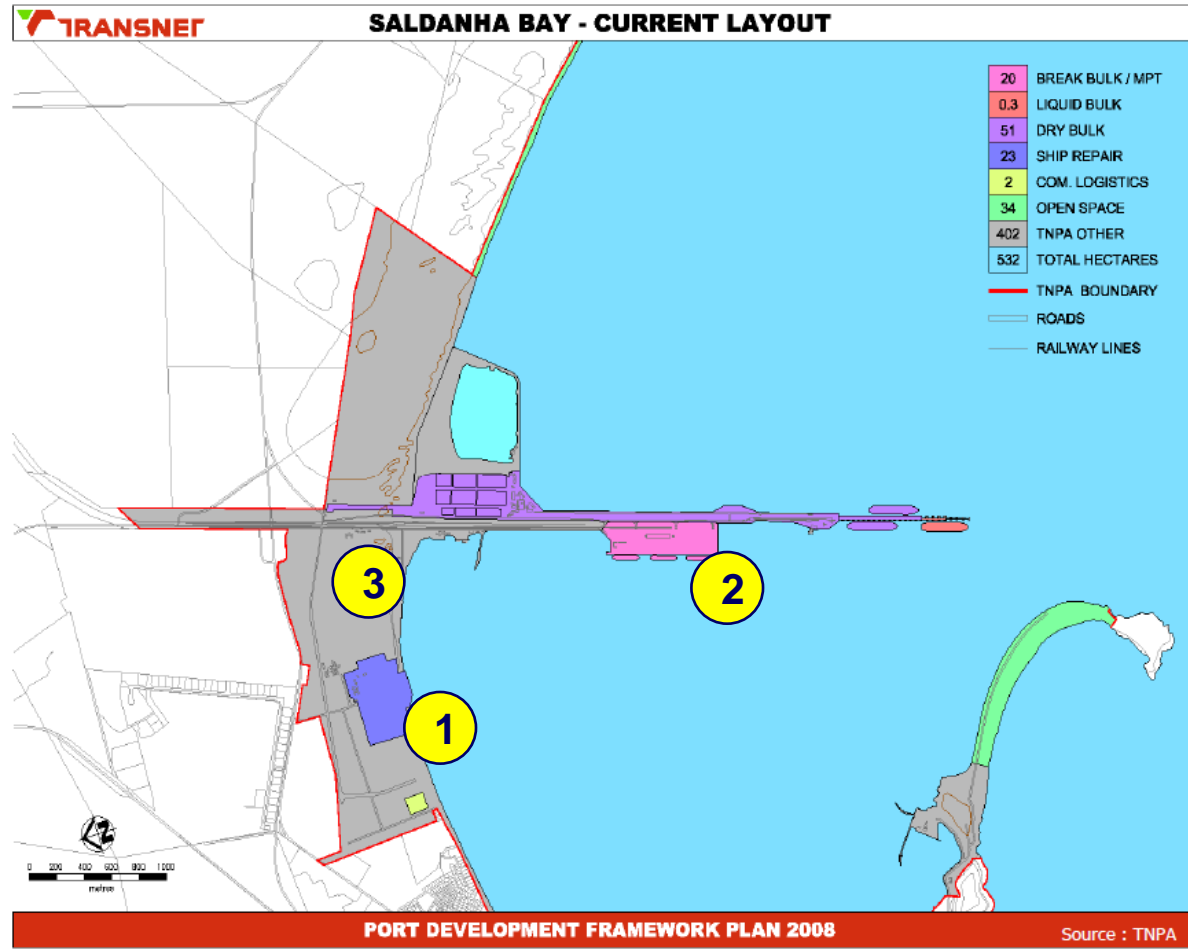 TRANSNET
SALDANHA BAY - CURRENT LAYOUT
20 BREAK BULK / MPT
0.3 LIQUID BULK
51 DRY BULK
23 SHIP REPAIR
2 COM. LOGISTICS
34 OPEN SPACE
402 TNPA OTHER
532 TOTAL HECTARES
TNPA BOUNDARY
ROADS
RAILWAY LINES
3
2
1
Z
0 200 400 600 800 1000
metres
PORT DEVELOPMENT FRAMEWORK PLAN 2008
Source : TNPA